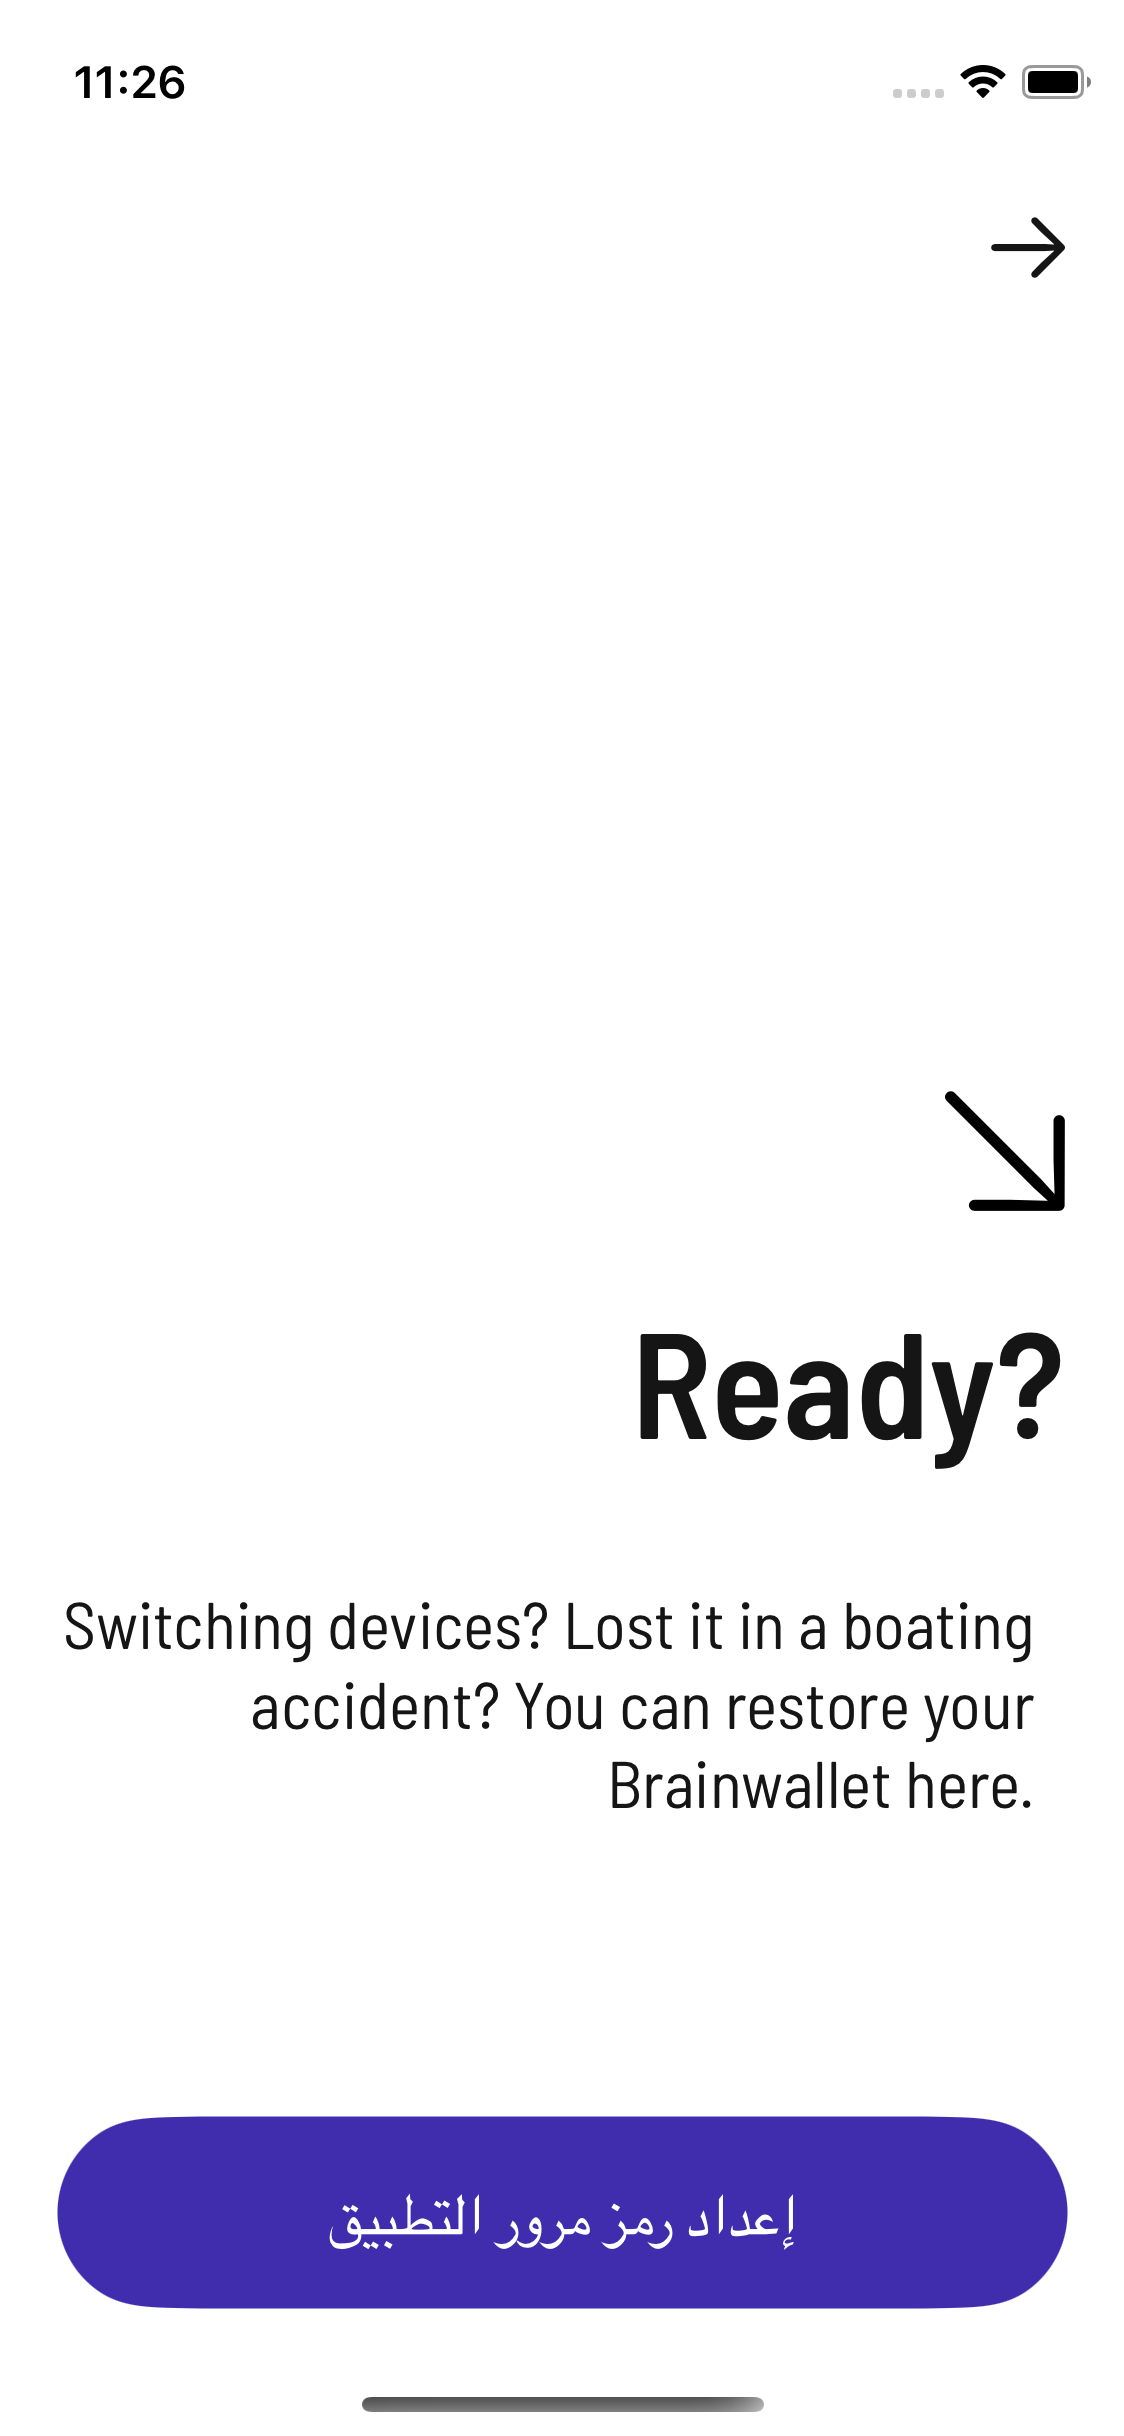 11:26
Ready?
Switching devices? Lost it in a boating
accident? You can restore your
Brainwallet here.
إعداد رمز مرور التطبيق